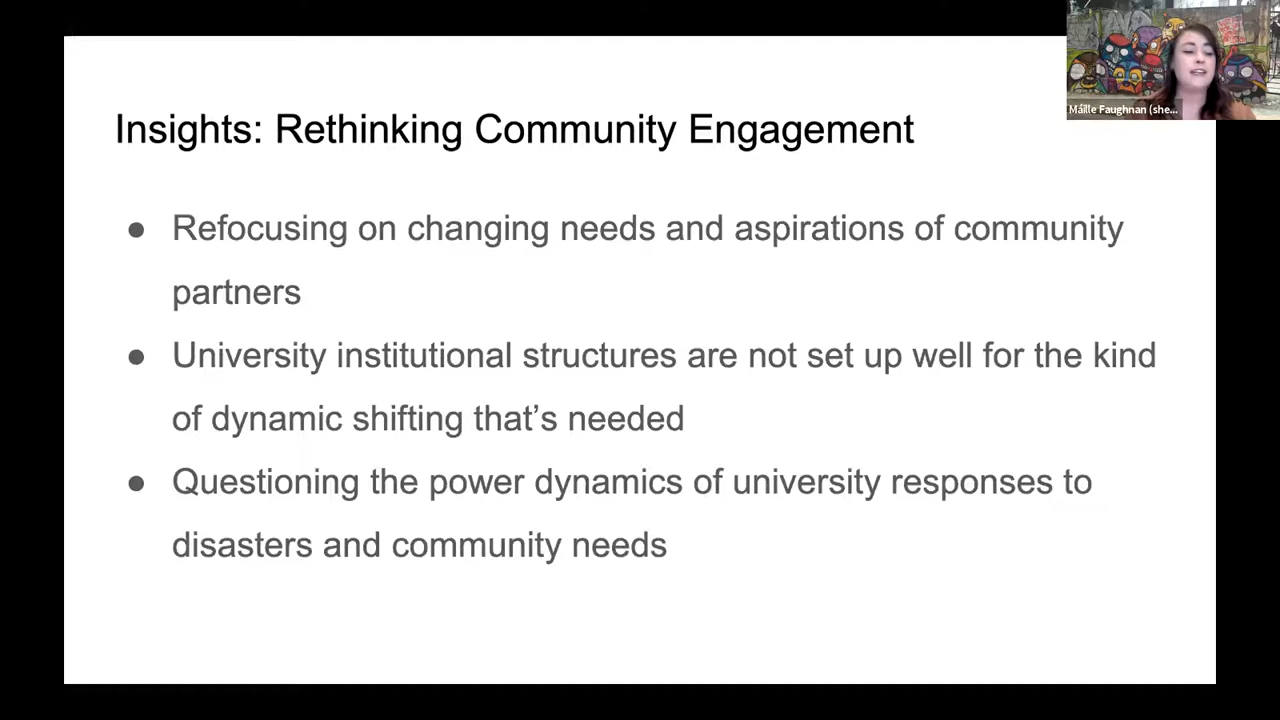 Máille Faughnan (she...
Insights: Rethinking Community Engagement
● Refocusing on changing needs and aspirations of community
partners
● University institutional structures are not set up well for the kind
of dynamic shifting that’s needed
● Questioning the power dynamics of university responses to
disasters and community needs